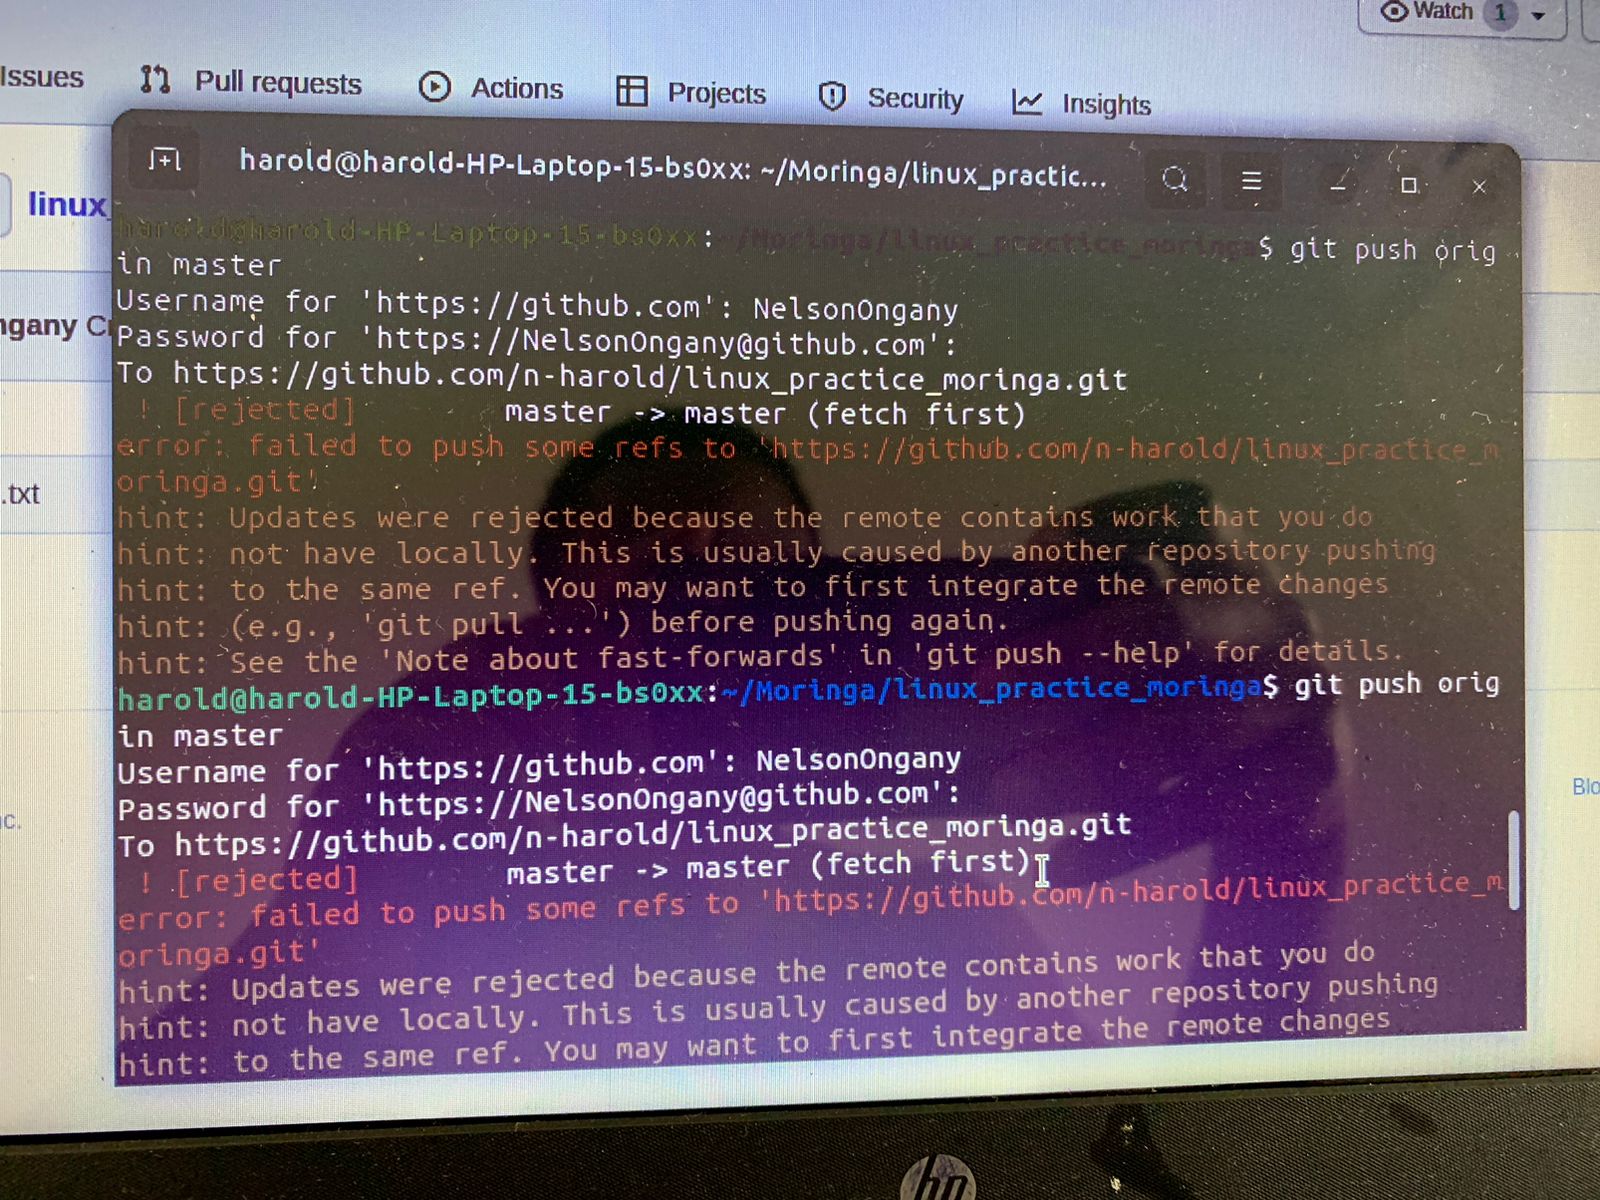 Watch 1
Issues
Pull requests
Actions
Projects
Security
Insights
harold@harold-HP-Laptop-15-bs0xx: ~/Moringa/linux_practic...
linux_
harold@harold-HP-Laptop-15-bs0xx:~/Moringa/linux_practice_moringa$ git push orig
in master
Username for 'https://github.com': NelsonOngany
Password for 'https://NelsonOngany@github.com':
To https://github.com/n-harold/linux_practice_moringa.git
! [rejected] master -> master (fetch first)
error: failed to push some refs to 'https://github.com/n-harold/linux_practice_m
oringa.git'
hint: Updates were rejected because the remote contains work that you do
hint: not have locally. This is usually caused by another repository pushing
hint: to the same ref. You may want to first integrate the remote changes
hint: (e.g., 'git pull ...') before pushing again.
hint: See the 'Note about fast-forwards' in 'git push --help' for details.
harold@harold-HP-Laptop-15-bs0xx:~/Moringa/linux_practice_moringa$ git push orig
in master
Username for 'https://github.com': NelsonOngany
Password for 'https://NelsonOngany@github.com':
To https://github.com/n-harold/linux_practice_moringa.git
! [rejected] master -> master (fetch first)
error: failed to push some refs to 'https://github.com/n-harold/linux_practice_m
oringa.git'
hint: Updates were rejected because the remote contains work that you do
hint: not have locally. This is usually caused by another repository pushing
hint: to the same ref. You may want to first integrate the remote changes
ngany C
.txt
nc.
Blo
hp